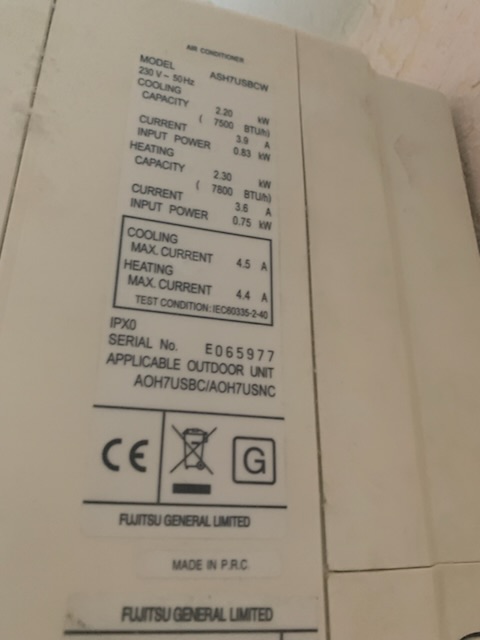 AIR CONDITIONER
MODEL ASH7USBCW
230 V ~ 50 Hz
COOLING
CAPACITY 2.20 kW
( 7500 BTU/h)
CURRENT 3.9 A
INPUT POWER 0.83 kW
HEATING
CAPACITY 2.30 kW
( 7800 BTU/h)
CURRENT 3.6 A
INPUT POWER 0.75 kW
COOLING
MAX. CURRENT 4.5 A
HEATING
MAX. CURRENT 4.4 A
TEST CONDITION: IEC60335-2-40
IPX0
SERIAL No. E065977
APPLICABLE OUTDOOR UNIT
AOH7USBC/AOH7USNC
CE G
FUJITSU GENERAL LIMITED
MADE IN P.R.C.
FUJITSU GENERAL LIMITED